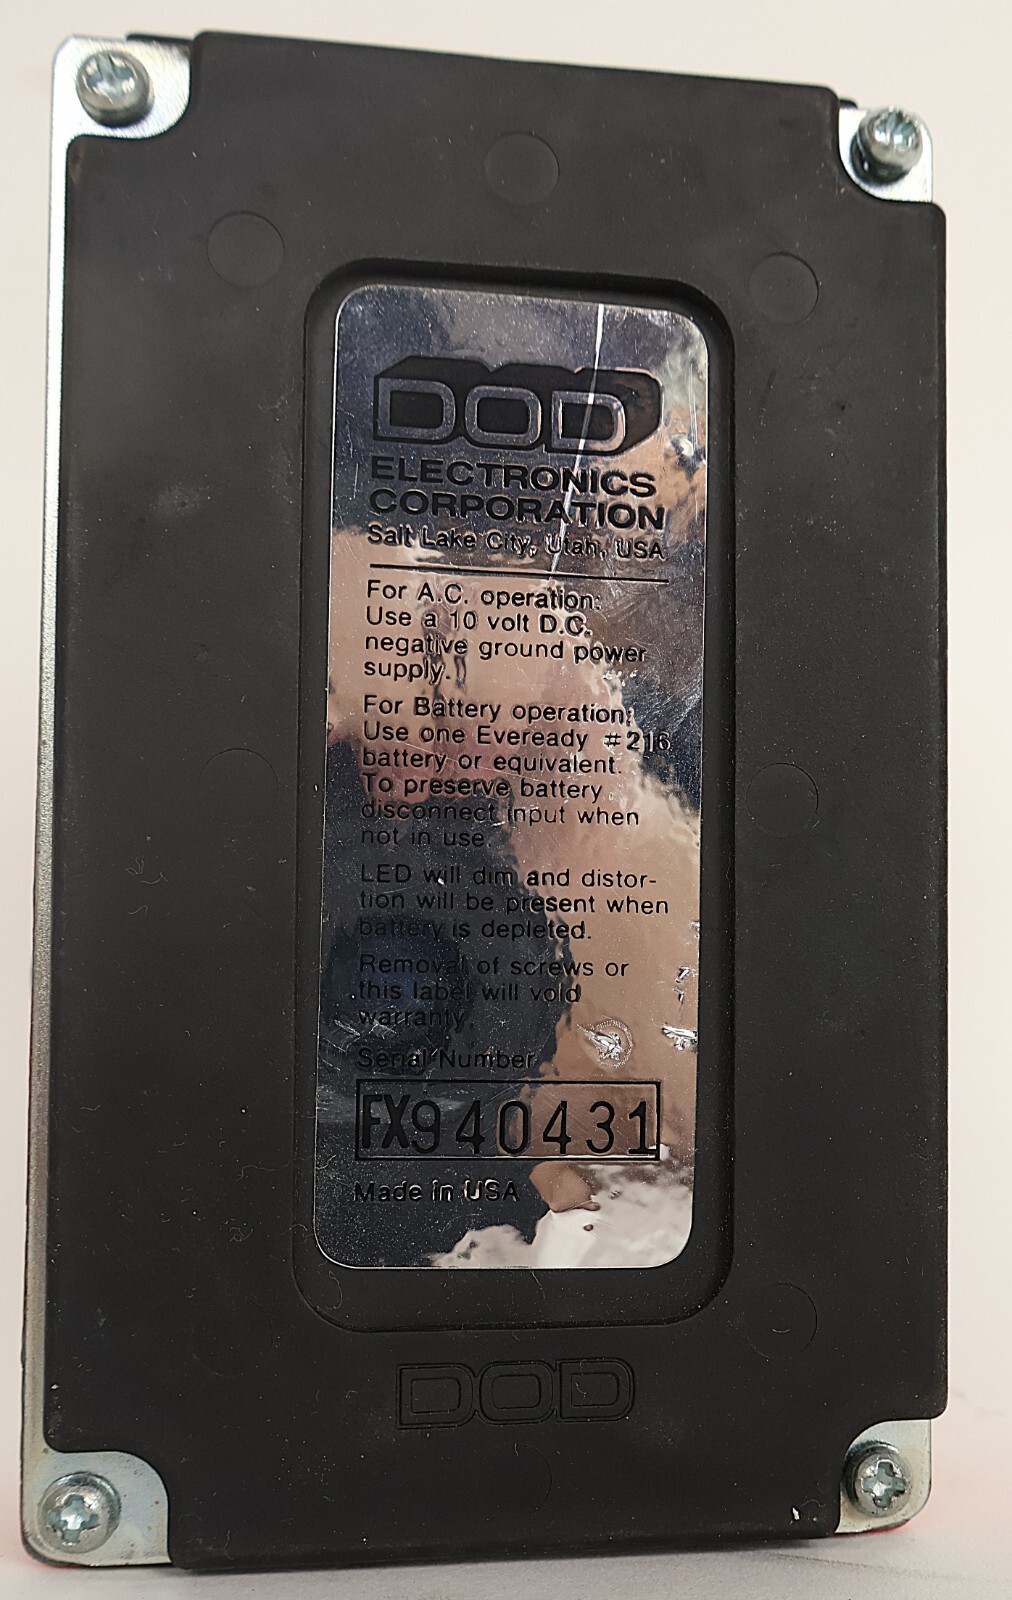 DOD
ELECTRONICS
CORPORATION
Salt Lake City, Utah, USA
For A.C. operation:
Use a 10 volt D.C.
negative ground power
supply.
For Battery operation:
Use one Eveready #216
battery or equivalent.
To preserve battery
disconnect input when
not in use.
LED will dim and distor-
tion will be present when
battery is depleted.
Removal of screws or
this label will void
warranty.
Serial Number
FX940431
Made in USA
DOD